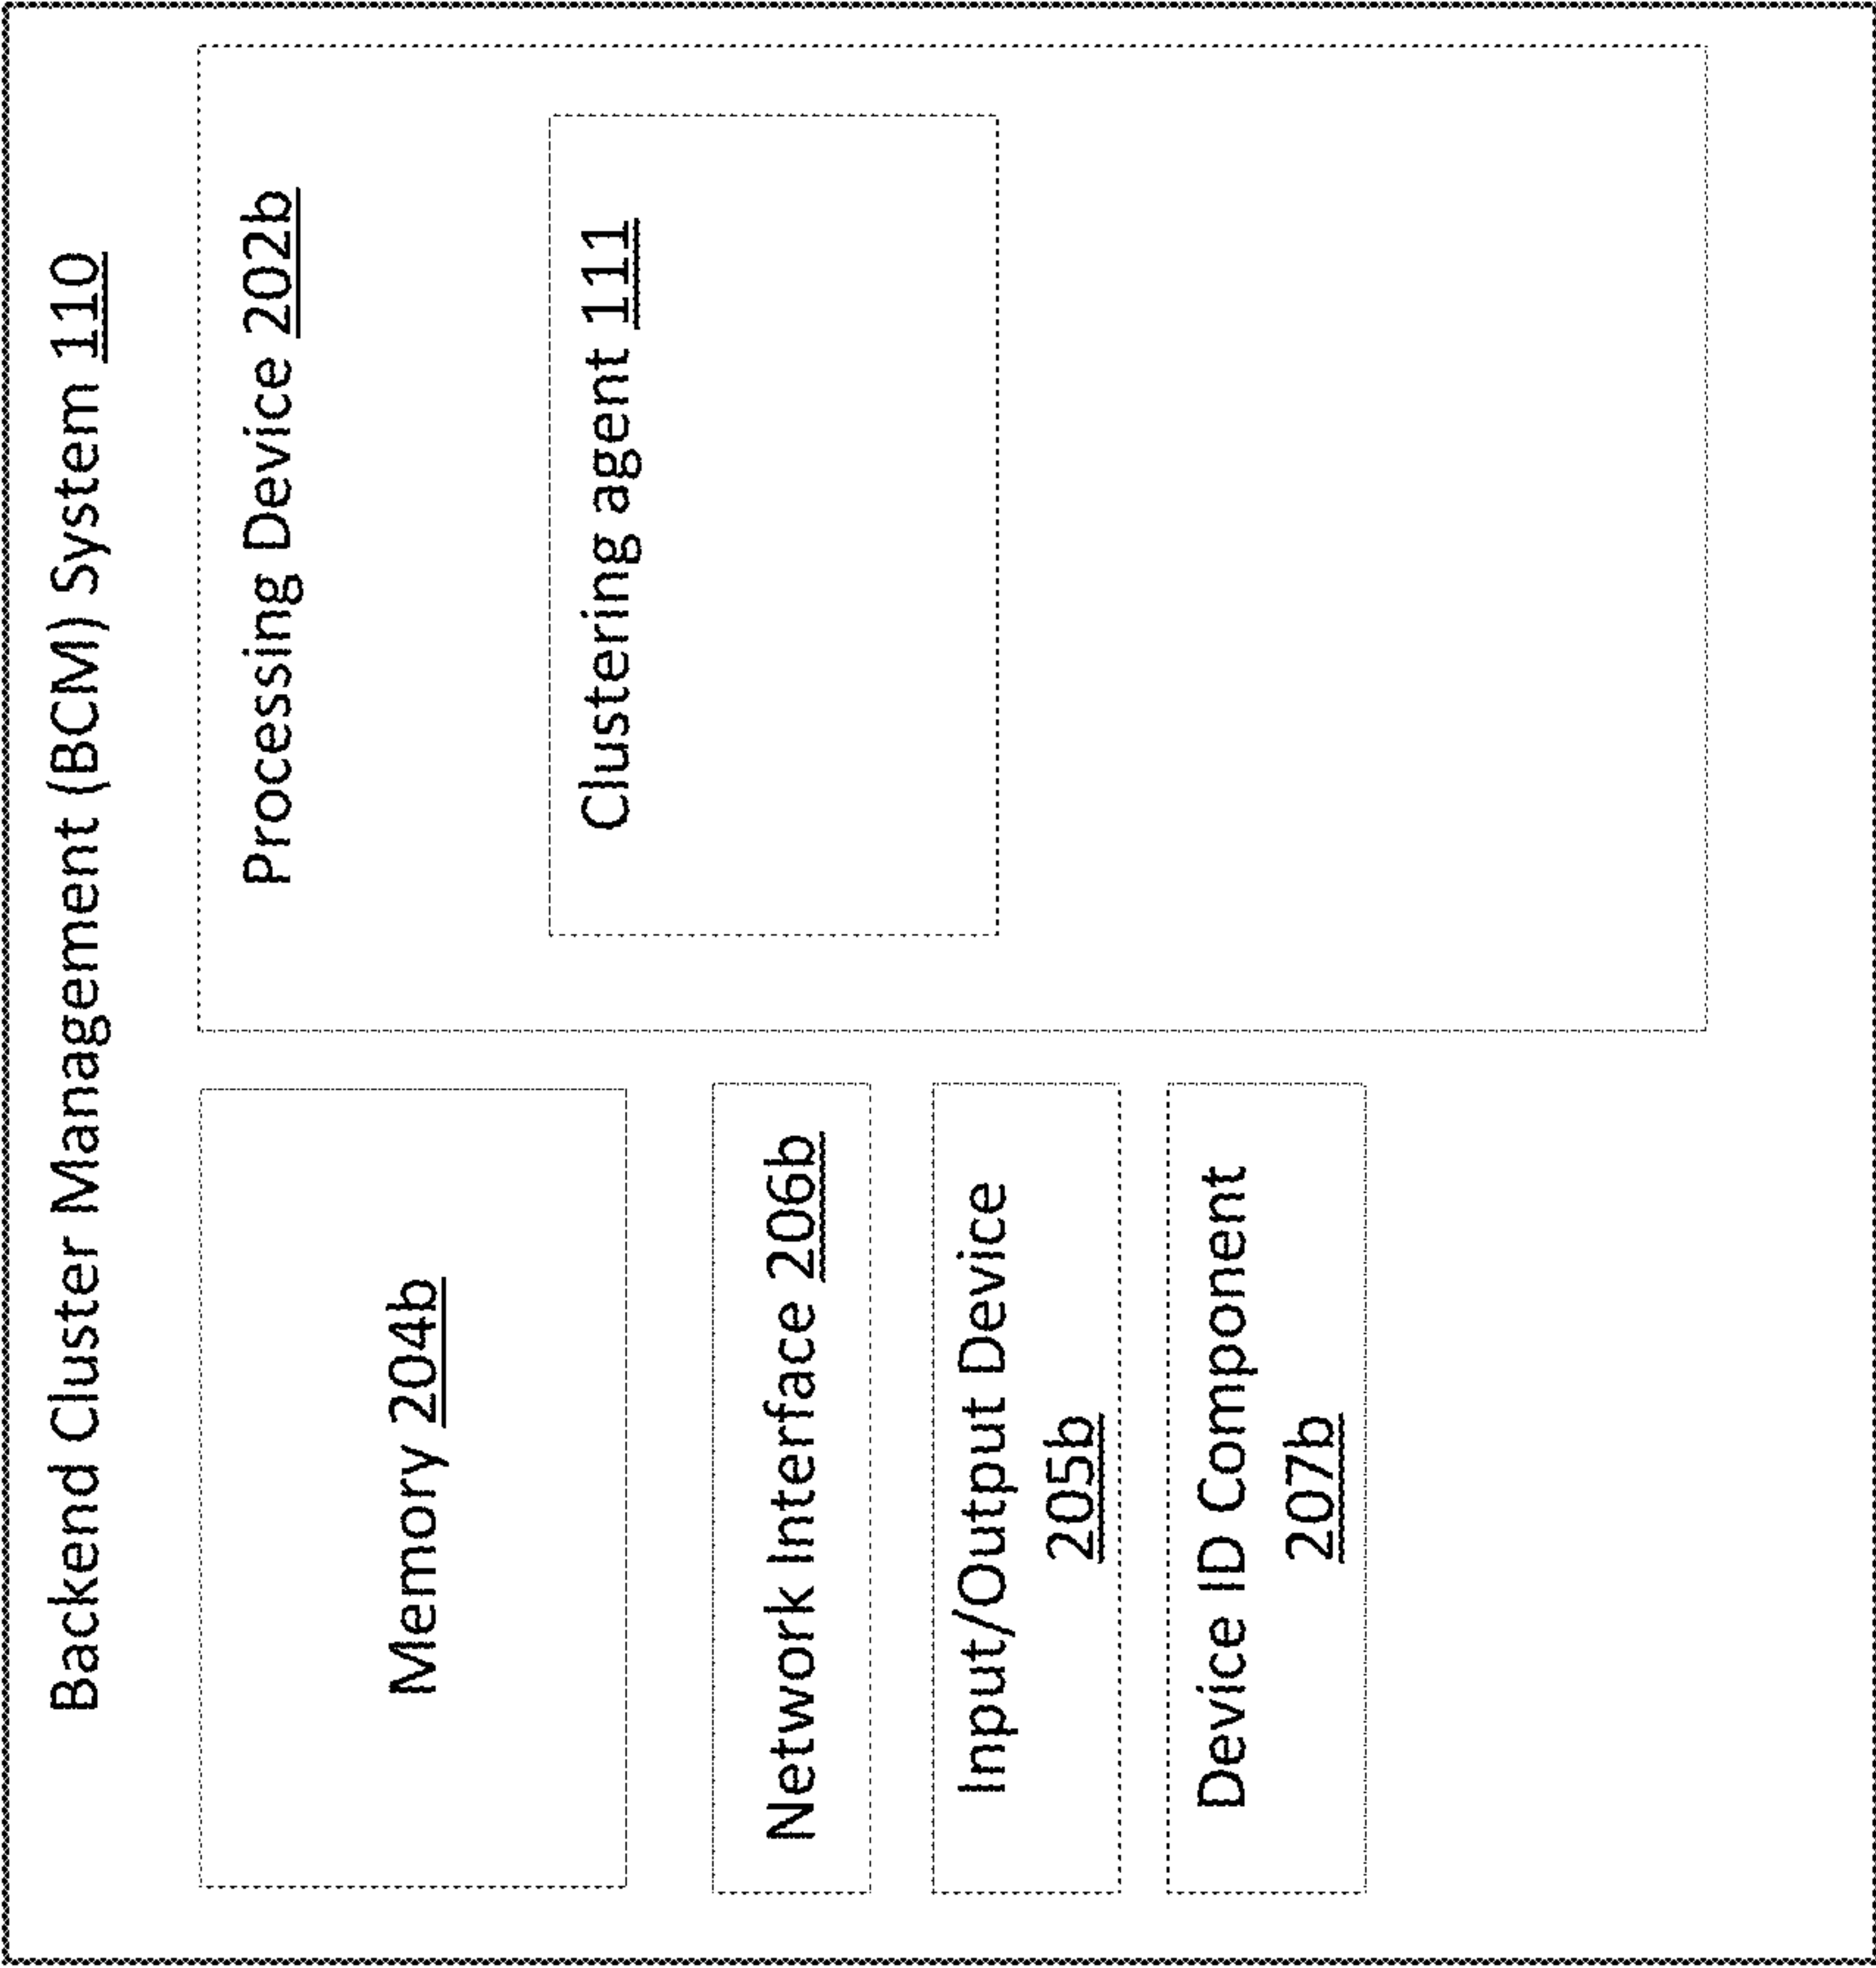 Backend Cluster Management (BCM) System 110
Memory 204b
Network Interface 206b
Input/Output Device
205b
Device ID Component
207b
Processing Device 202b
Clustering agent 111